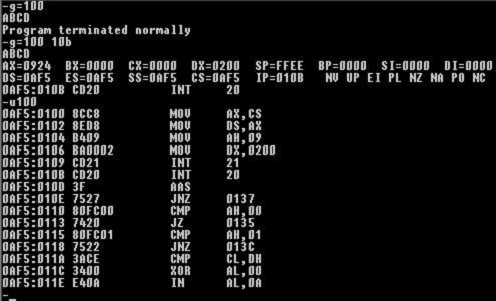 -g=100
ABCD
Program terminated normally
-g=100 10b
ABCD
AX=0924 BX=0000 CX=0000 DX=0200 SP=FFEE BP=0000 SI=0000 DI=0000
DS=0AF5 ES=0AF5 SS=0AF5 CS=0AF5 IP=010B NV UP EI PL NZ NA PO NC
0AF5:010B CD20 INT 20
-u100
0AF5:0100 8CC8 MOV AX,CS
0AF5:0102 8ED8 MOV DS,AX
0AF5:0104 B409 MOV AH,09
0AF5:0106 BA0002 MOV DX,0200
0AF5:0109 CD21 INT 21
0AF5:010B CD20 INT 20
0AF5:010D 3F AAS
0AF5:010E 7527 JNZ 0137
0AF5:0110 80FC00 CMP AH,00
0AF5:0113 7420 JZ 0135
0AF5:0115 80FC01 CMP AH,01
0AF5:0118 7522 JNZ 013C
0AF5:011A 3ACE CMP CL,DH
0AF5:011C 3400 XOR AL,00
0AF5:011E E40A IN AL,0A
-_